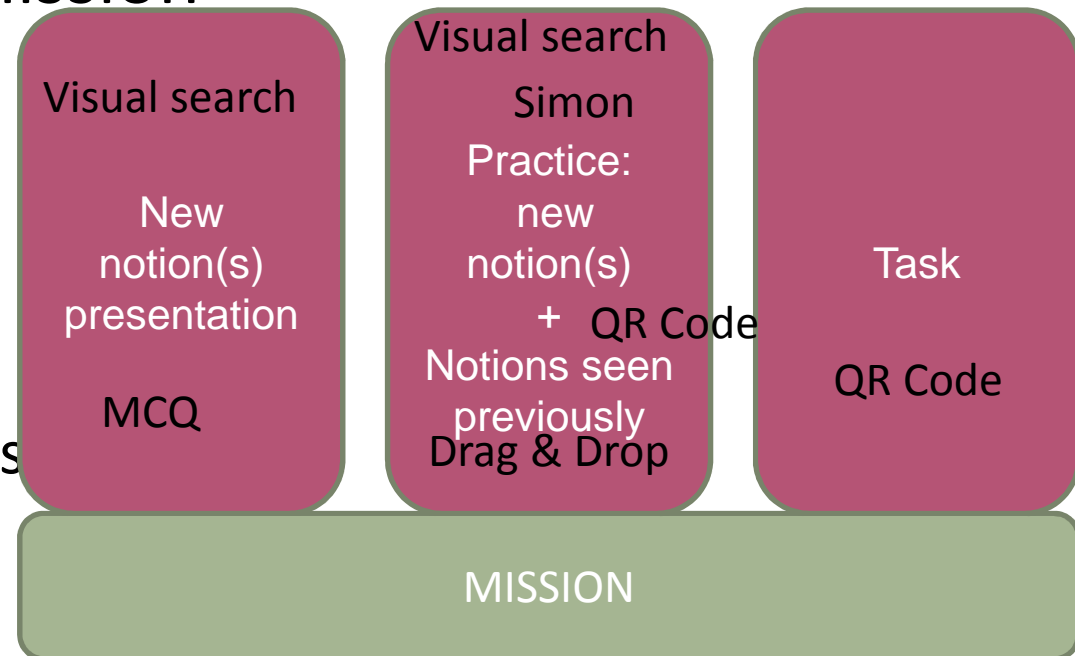 Visual search
New
notion(s)
presentation
MCQ
Visual search
Simon
Practice:
new
notion(s)
+ QR Code
Notions seen
previously
Drag & Drop
Task
QR Code
MISSION